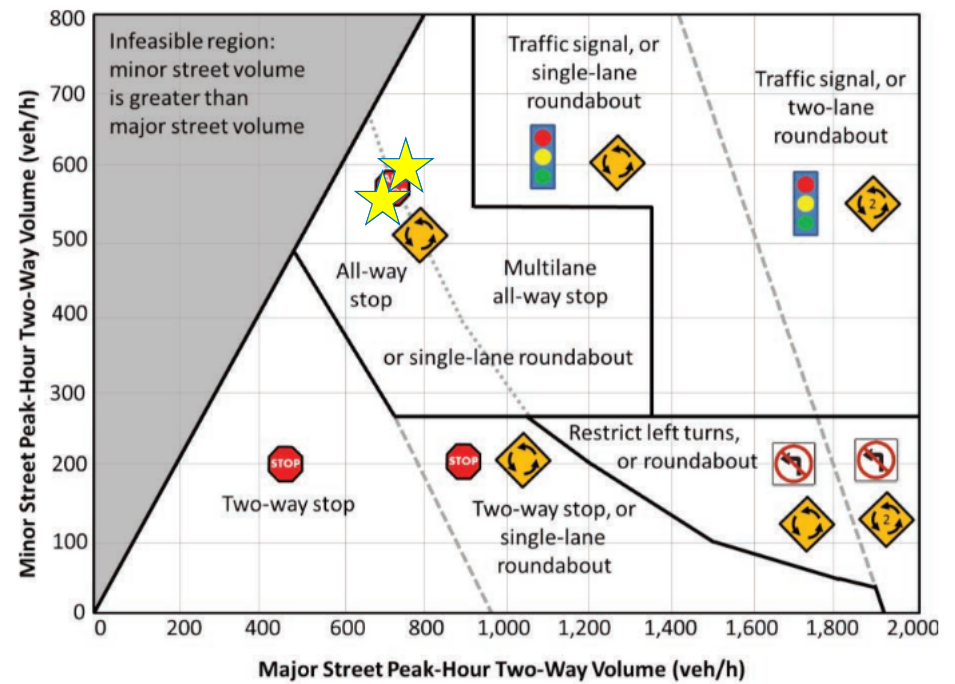 Minor Street Peak-Hour Two-Way Volume (veh/h)
800
700
600
500
400
300
200
100
0
Infeasible region:
minor street volume
is greater than
major street volume
Traffic signal, or
single-lane
roundabout
Traffic signal, or
two-lane
roundabout
2
All-way
stop
Multilane
all-way stop
or single-lane roundabout
STOP
Two-way stop
STOP
Two-way stop, or
single-lane
roundabout
Restrict left turns,
or roundabout
2
0 200 400 600 800 1,000 1,200 1,400 1,600 1,800 2,000
Major Street Peak-Hour Two-Way Volume (veh/h)